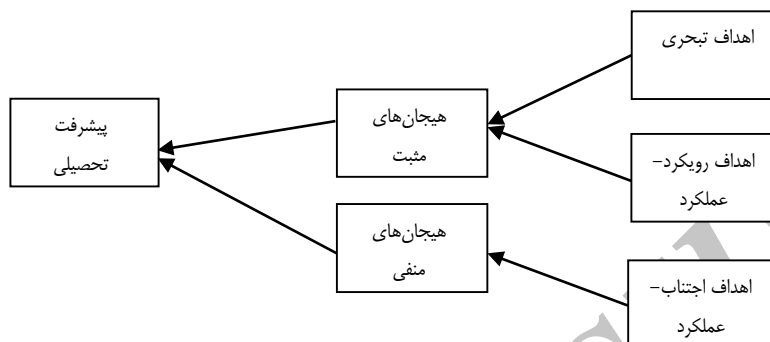 اهداف تبحری
هیجان‌های
مثبت
پیشرفت
تحصیلی
اهداف رویکرد–
عملکرد
هیجان‌های
منفی
اهداف اجتناب–
عملکرد